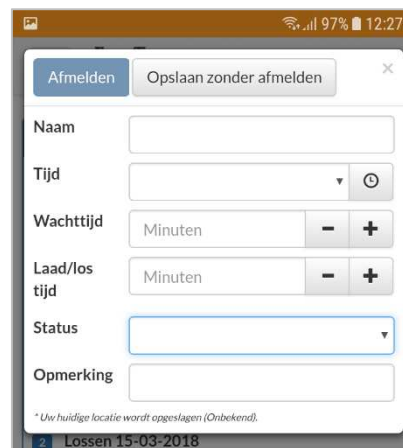 97% 12:27
Afmelden Opslaan zonder afmelden ×
Naam
Tijd
Wachttijd Minuten
Laad/los Minuten
tijd
Status
Opmerking
* Uw huidige locatie wordt opgeslagen (Onbekend).
2 Lossen 15-03-2018